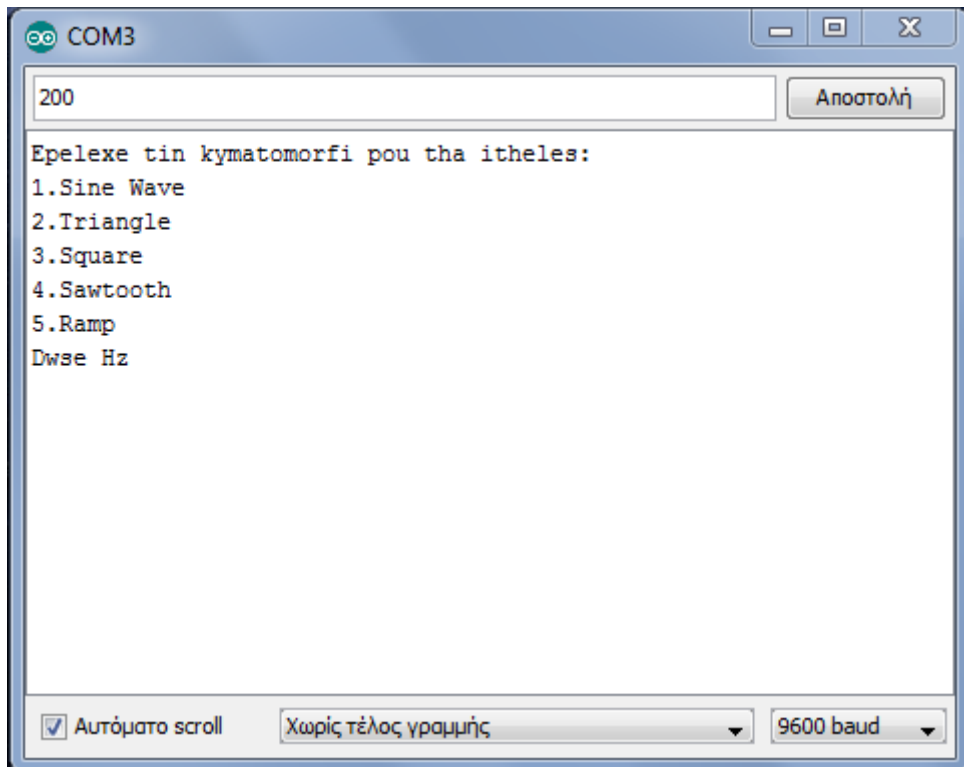 COM3
200
Αποστολή
Epelexe tin kymatomorfi pou tha itheles:
1.Sine Wave
2.Triangle
3.Square
4.Sawtooth
5.Ramp
Dwse Hz
Αυτόματο scroll
Χωρίς τέλος γραμμής
9600 baud